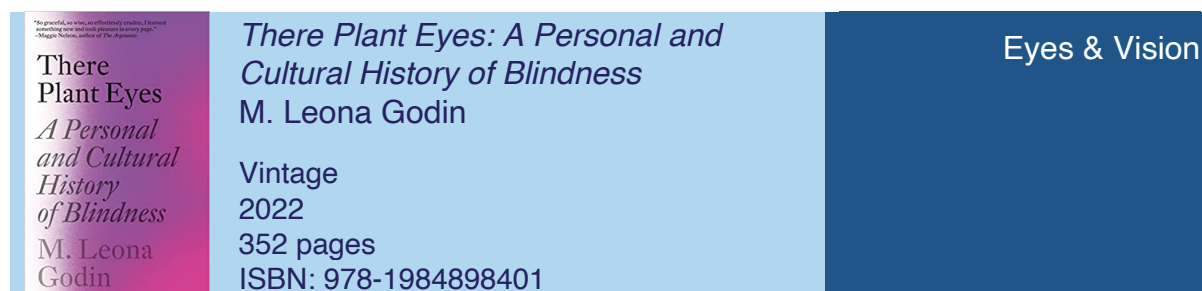 "So graceful, so wise, so effortlessly erudite, I learned
something new and took pleasure in every page."
–Maggie Nelson, author of The Argonauts
There
Plant Eyes
A Personal
and Cultural
History
of Blindness
M. Leona
Godin
There Plant Eyes: A Personal and
Cultural History of Blindness
M. Leona Godin
Vintage
2022
352 pages
ISBN: 978-1984898401
Eyes & Vision